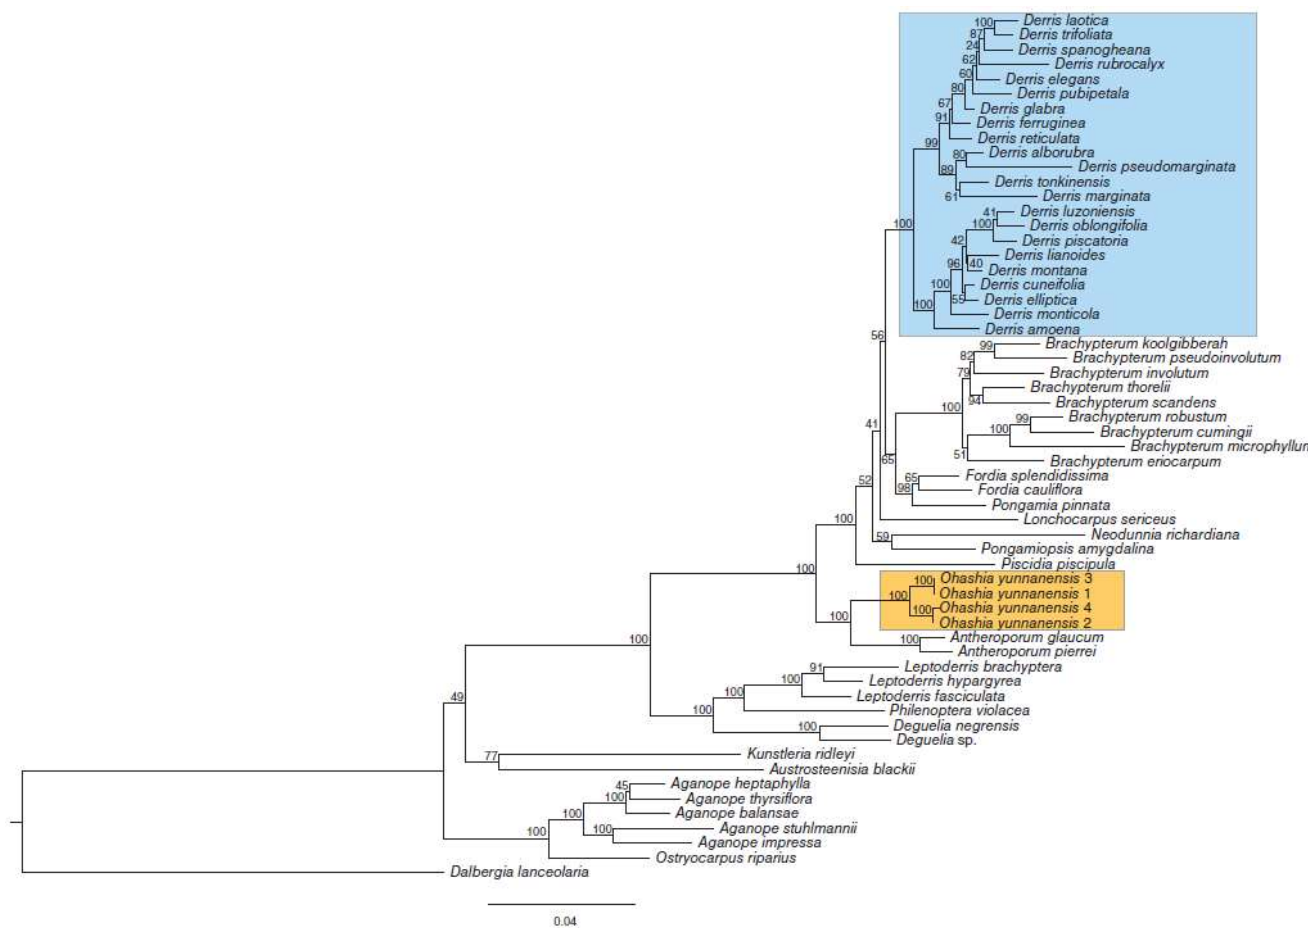 100 Derris laotica
87 Derris trifoliata
24 Derris spanogheana
62 Derris rubrocalyx
60 Derris elegans
80 Derris pubipetala
67 Derris glabra
91 Derris ferruginea
Derris reticulata
99 80 Derris alborubra
89 Derris pseudomarginata
Derris tonkinensis
61 Derris marginata
41 Derris luzoniensis
100 100 Derris oblongifolia
42 Derris piscatoria
Derris lianoides
96 40 Derris montana
100 Derris cuneifolia
100 55 Derris elliptica
Derris monticola
Derris amoena
56 99 Brachypterum koolgibberah
82 Brachypterum pseudoinvolutum
79 Brachypterum involutum
Brachypterum thorelii
94 Brachypterum scandens
100 99 Brachypterum robustum
41 100 Brachypterum cumingii
Brachypterum microphyllum
65 51 Brachypterum eriocarpum
52 65 Fordia splendidissima
98 Fordia cauliflora
Pongamia pinnata
100 Lonchocarpus sericeus
59 Neodunnia richardiana
Pongamiopsis amygdalina
100 Piscidia piscipula
100 Ohashia yunnanensis 3
100 Ohashia yunnanensis 1
100 Ohashia yunnanensis 4
100 Ohashia yunnanensis 2
100 100 Antheroporum glaucum
Antheroporum pierrei
91 Leptoderris brachyptera
100 Leptoderris hypargyrea
100 Leptoderris fasciculata
49 100 Philenoptera violacea
100 Deguelia negrensis
Deguelia sp.
77 Kunstleria ridleyi
Austrosteenisia blackii
45 Aganope heptaphylla
100 Aganope thyrsiflora
100 Aganope balansae
100 100 Aganope stuhlmannii
Aganope impressa
Ostryocarpus riparius
Dalbergia lanceolaria
0.04